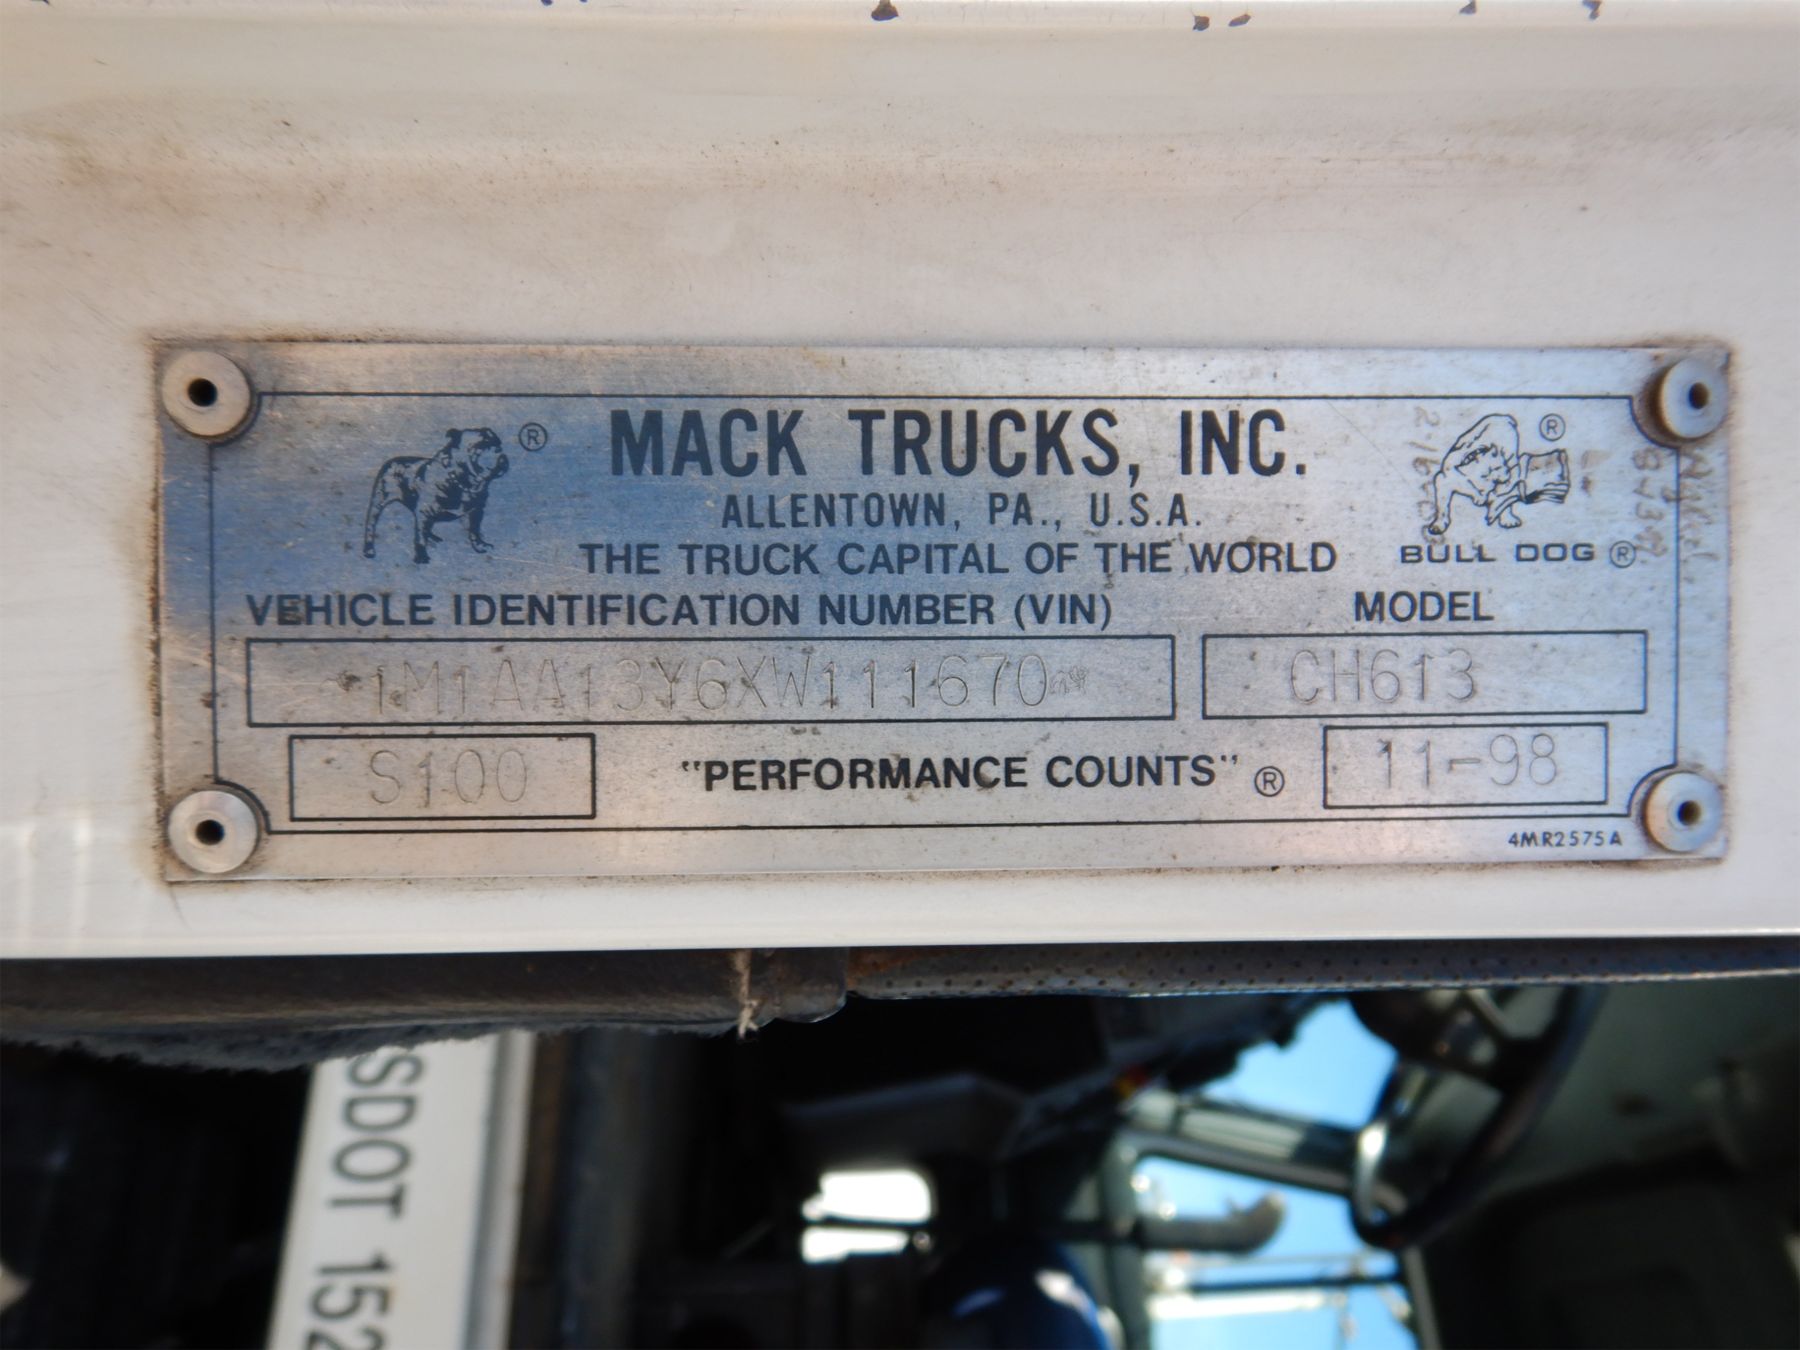 ® MACK TRUCKS, INC. ®
ALLENTOWN, PA., U.S.A.
THE TRUCK CAPITAL OF THE WORLD
BULL DOG ®
VEHICLE IDENTIFICATION NUMBER (VIN)
MODEL
1M1AA13Y6XW111670
CH613
S100
"PERFORMANCE COUNTS" ®
11-98
4MR2575A
SDOT 152